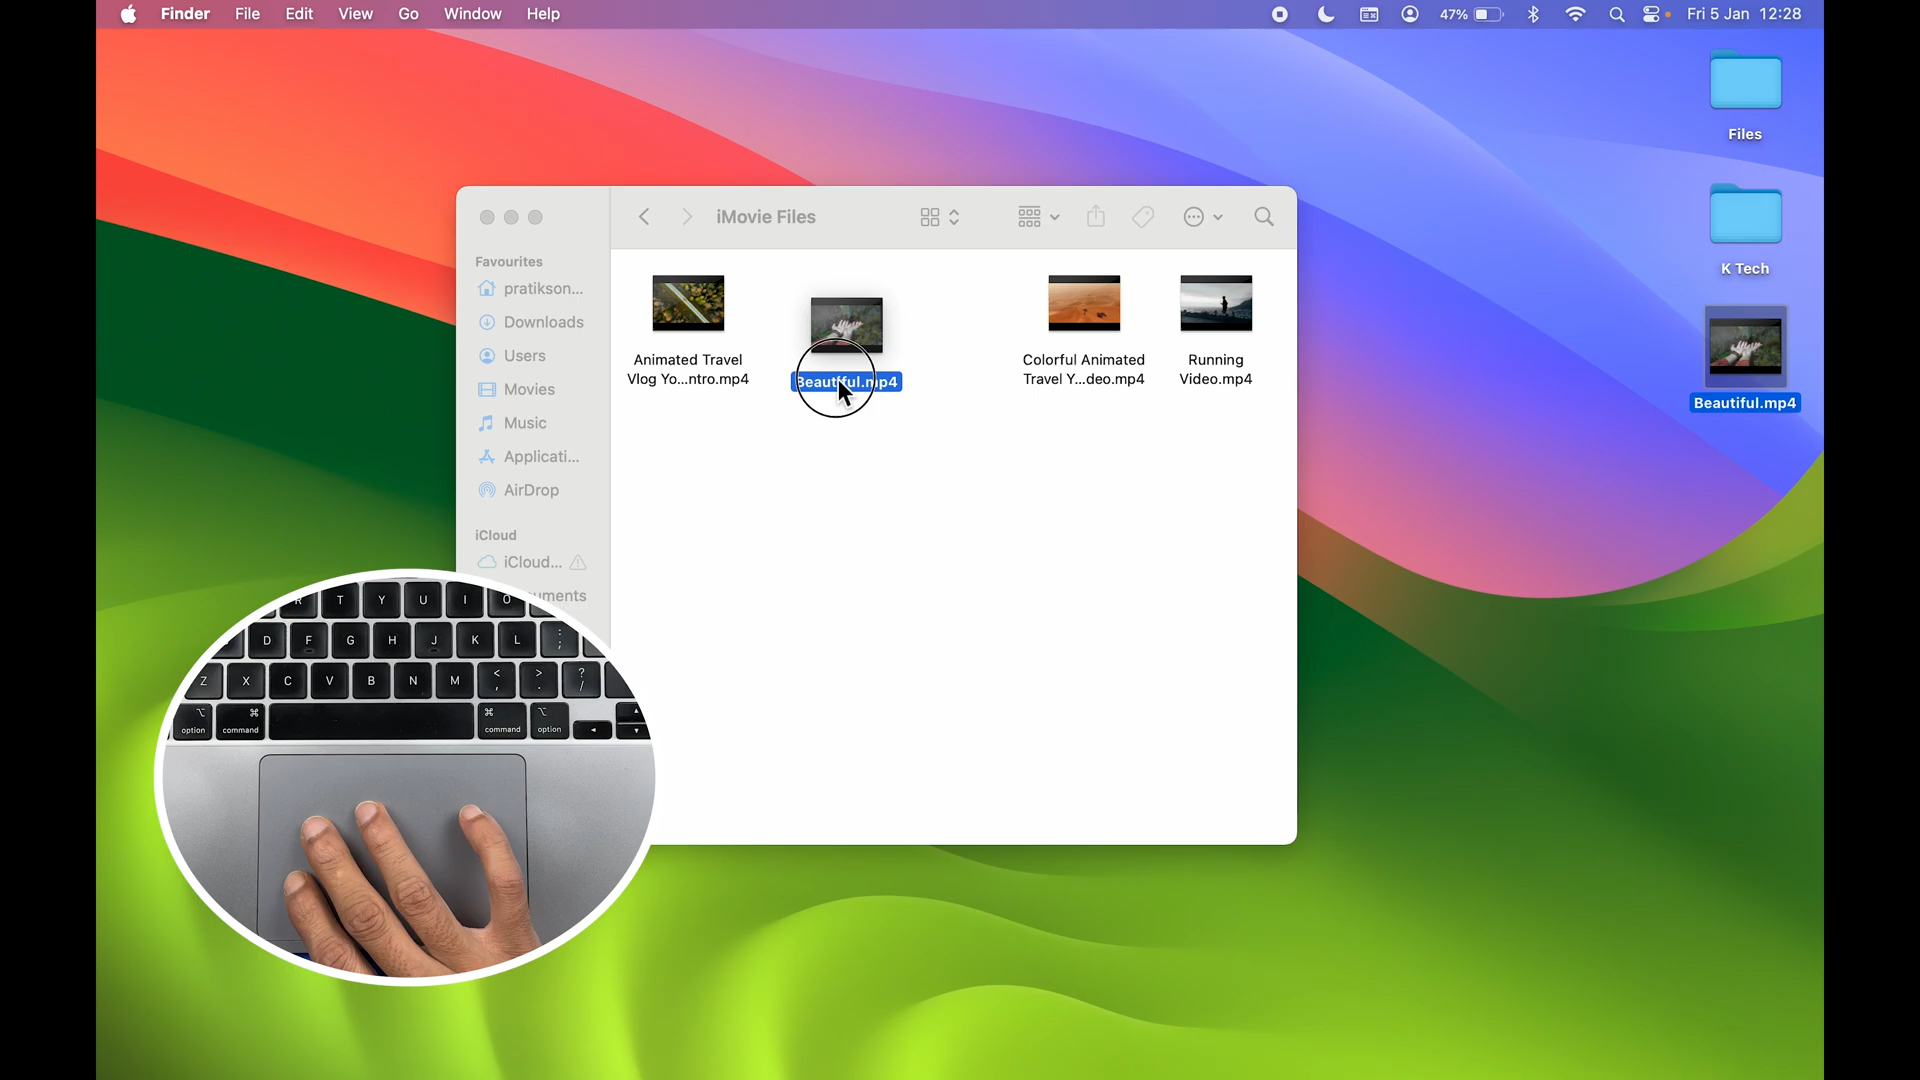 Finder File Edit View Go Window Help
47% Fri 5 Jan 12:28
Files
K Tech
Beautiful.mp4
iMovie Files
Favourites
pratikson...
Downloads
Users
Movies
Music
Applicati...
AirDrop
iCloud
iCloud...
uments
Animated Travel
Vlog Yo...ntro.mp4
Beautiful.mp4
Colorful Animated
Travel Y...deo.mp4
Running
Video.mp4
R T Y U I O
D F G H J K L ; :
Z X C V B N M < , > . ? /
⌥ ⌘ ⌘ ⌥
option command command option